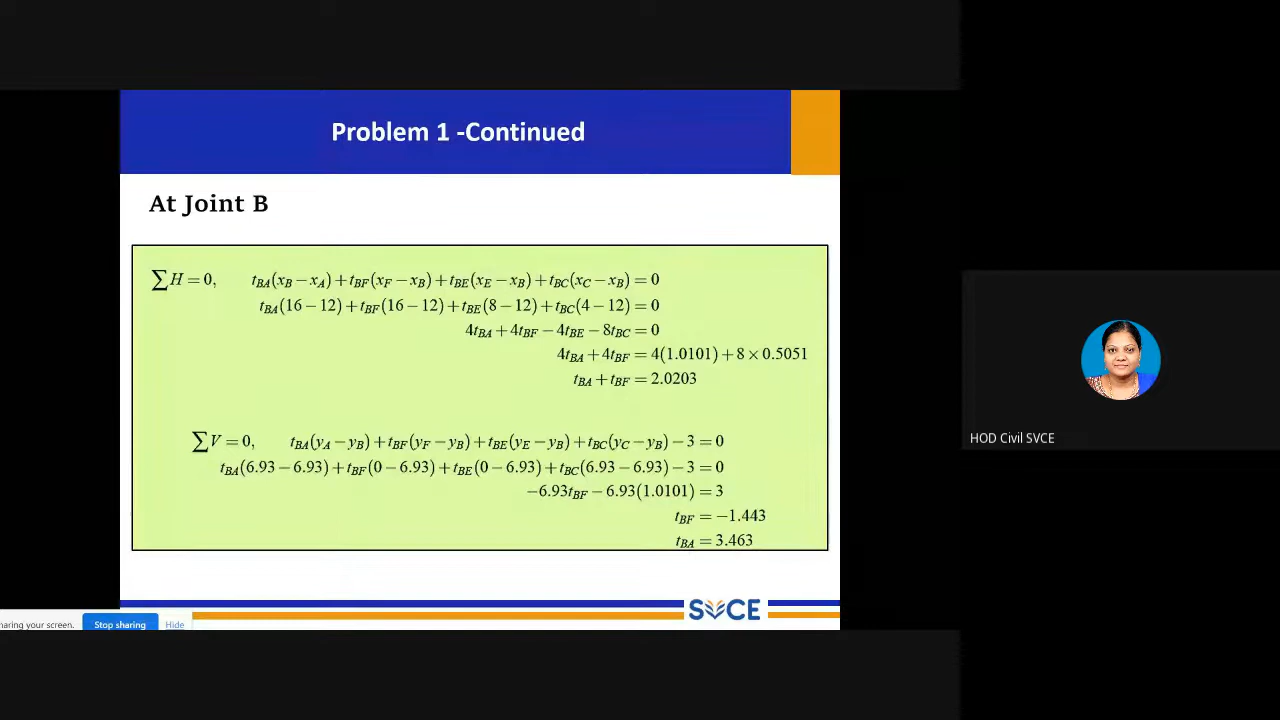 Problem 1 -Continued
At Joint B
∑H = 0, t_BA(x_B − x_A) + t_BF(x_F − x_B) + t_BE(x_E − x_B) + t_BC(x_C − x_B) = 0
t_BA(16 − 12) + t_BF(16 − 12) + t_BE(8 − 12) + t_BC(4 − 12) = 0
4t_BA + 4t_BF − 4t_BE − 8t_BC = 0
4t_BA + 4t_BF = 4(1.0101) + 8 × 0.5051
t_BA + t_BF = 2.0203
∑V = 0, t_BA(y_A − y_B) + t_BF(y_F − y_B) + t_BE(y_E − y_B) + t_BC(y_C − y_B) − 3 = 0
t_BA(6.93 − 6.93) + t_BF(0 − 6.93) + t_BE(0 − 6.93) + t_BC(6.93 − 6.93) − 3 = 0
−6.93t_BF − 6.93(1.0101) = 3
t_BF = −1.443
t_BA = 3.463
HOD Civil SVCE
SVCE
haring your screen. Stop sharing Hide